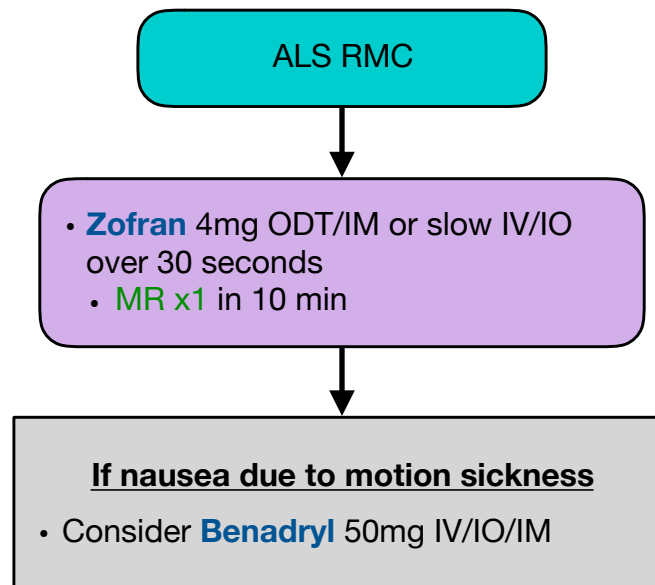 ALS RMC
• Zofran 4mg ODT/IM or slow IV/IO
over 30 seconds
• MR x1 in 10 min
If nausea due to motion sickness
• Consider Benadryl 50mg IV/IO/IM